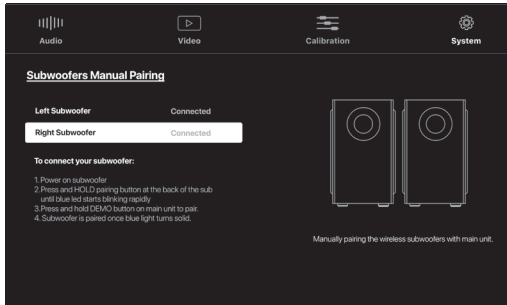 Audio
Video
Calibration
System
Subwoofers Manual Pairing
Left Subwoofer Connected
Right Subwoofer Connected
To connect your subwoofer:
1. Power on subwoofer
2. Press and HOLD pairing button at the back of the sub
until blue led starts blinking rapidly
3. Press and hold DEMO button on main unit to pair.
4. Subwoofer is paired once blue light turns solid.
Manually pairing the wireless subwoofers with main unit.